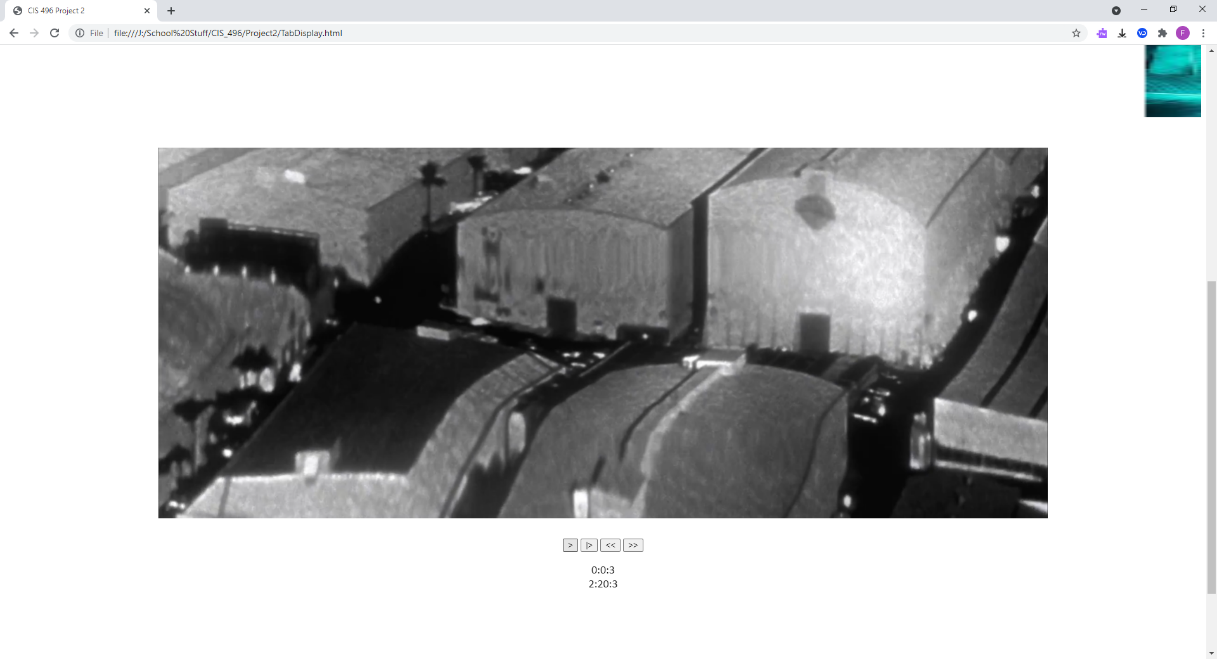 CIS 496 Project 2
File
file:///J:/School%20Stuff/CIS_496/Project2/TabDisplay.html
F
> |> << >>
0:0:3
2:20:3